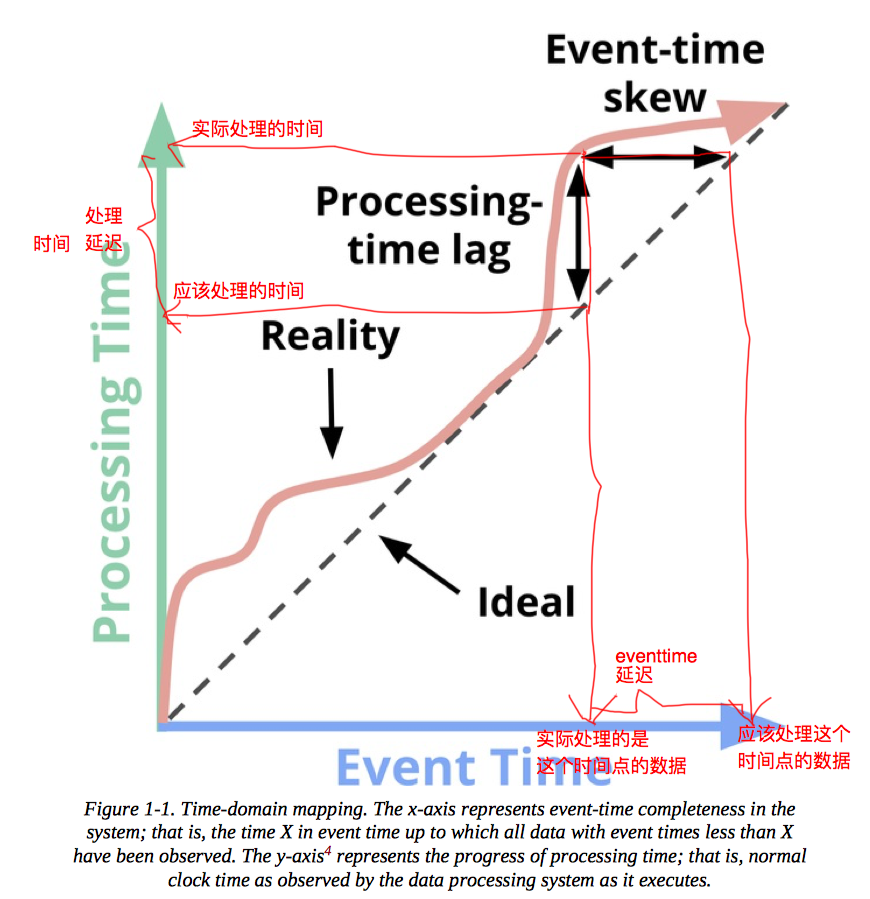 Event-time
skew
实际处理的时间
Processing-
time lag
处理
时间 延迟
应该处理的时间
Reality
Processing Time
Ideal
eventtime
延迟
实际处理的是
这个时间点的数据
应该处理这个
时间点的数据
Event Time
Figure 1-1. Time-domain mapping. The x-axis represents event-time completeness in the
system; that is, the time X in event time up to which all data with event times less than X
have been observed. The y-axis4 represents the progress of processing time; that is, normal
clock time as observed by the data processing system as it executes.